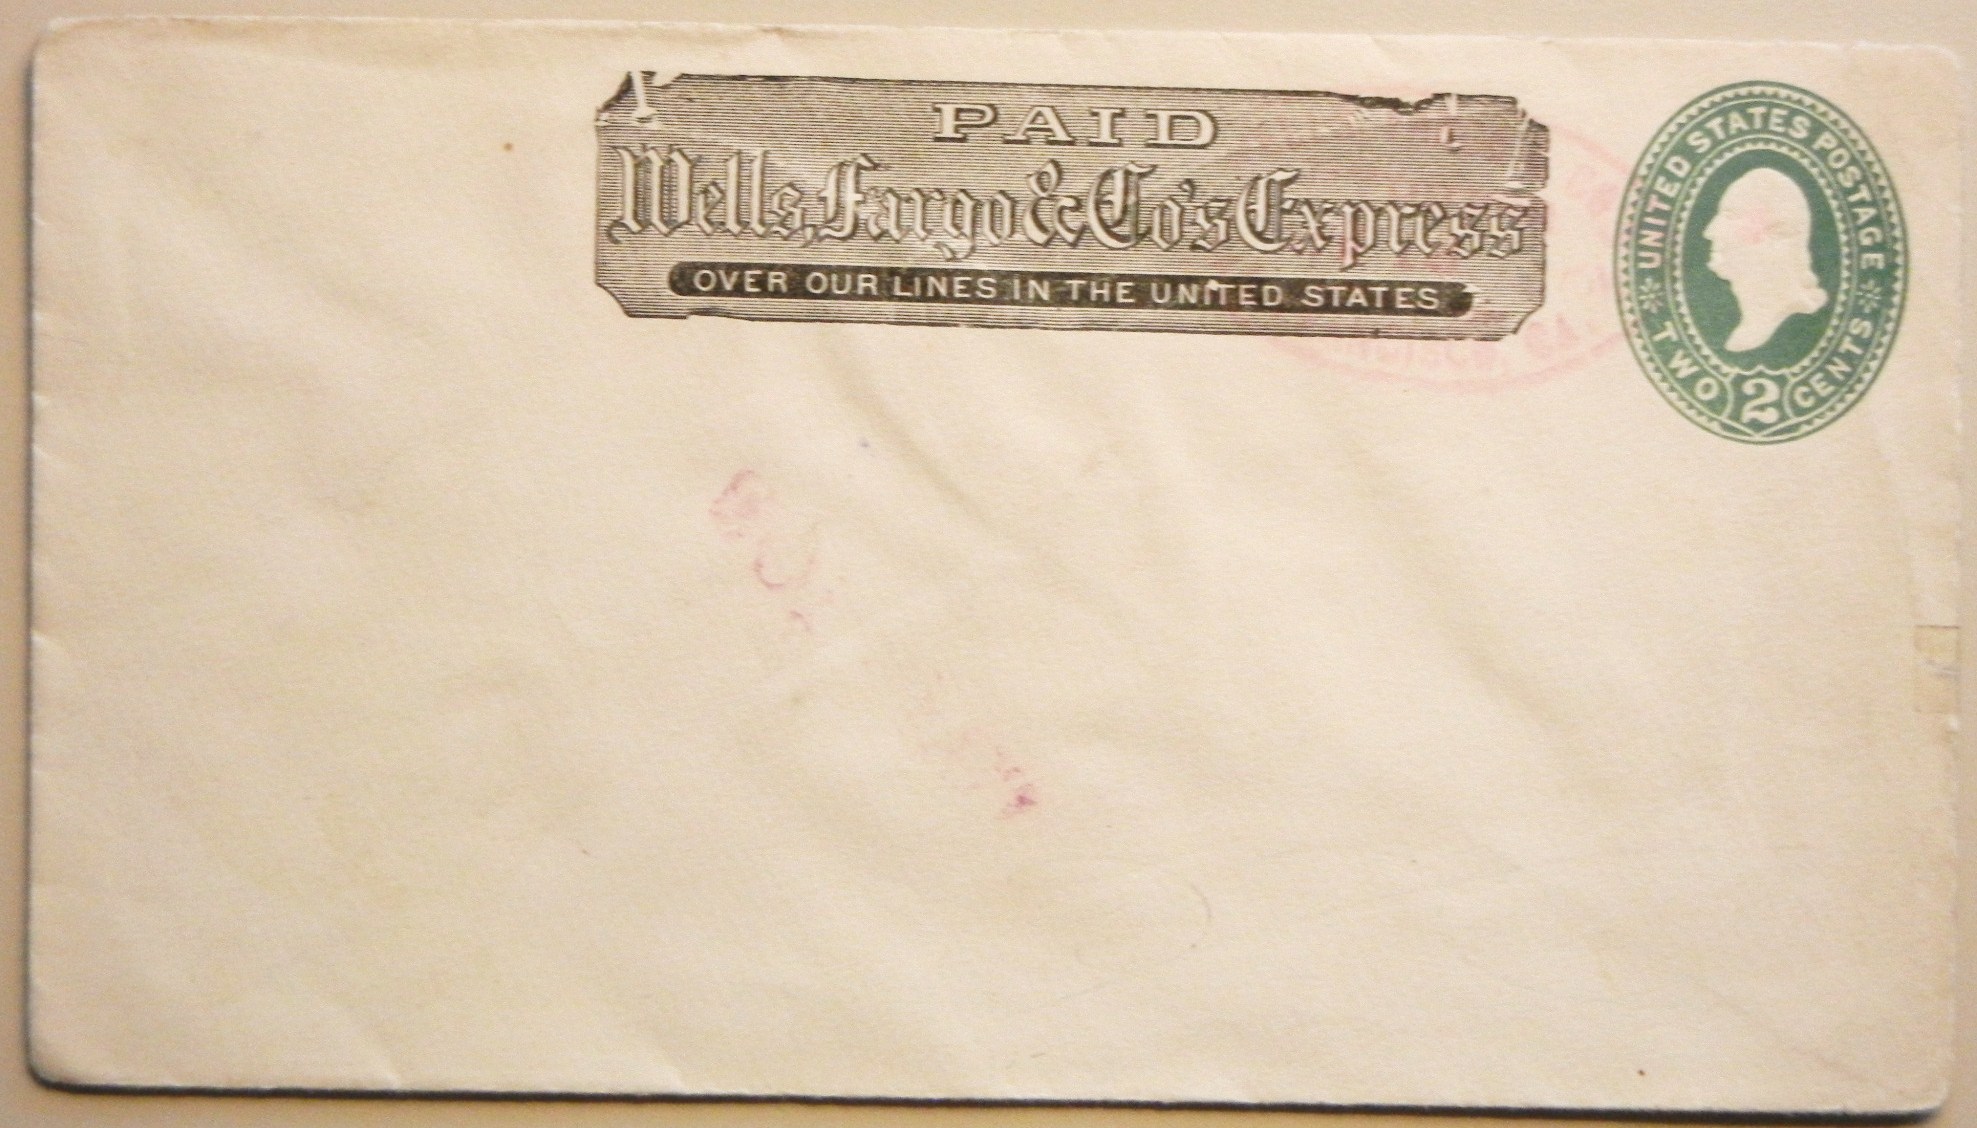 PAID
Wells, Fargo & Co's Express
OVER OUR LINES IN THE UNITED STATES
UNITED STATES POSTAGE
TWO 2 CENTS